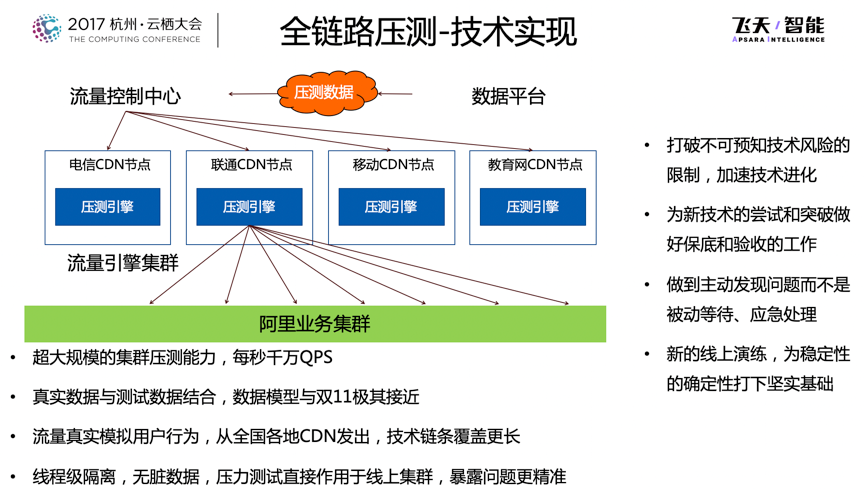 2017 杭州·云栖大会
THE COMPUTING CONFERENCE
全链路压测-技术实现
飞天/智能
APSARA INTELLIGENCE
流量控制中心
压测数据
数据平台
电信CDN节点
联通CDN节点
移动CDN节点
教育网CDN节点
压测引擎
压测引擎
压测引擎
压测引擎
流量引擎集群
阿里业务集群
• 超大规模的集群压测能力，每秒千万QPS
• 真实数据与测试数据结合，数据模型与双11极其接近
• 流量真实模拟用户行为，从全国各地CDN发出，技术链条覆盖更长
• 线程级隔离，无脏数据，压力测试直接作用于线上集群，暴露问题更精准
• 打破不可预知技术风险的
限制，加速技术进化
• 为新技术的尝试和突破做
好保底和验收的工作
• 做到主动发现问题而不是
被动等待、应急处理
• 新的线上演练，为稳定性
的确定性打下坚实基础